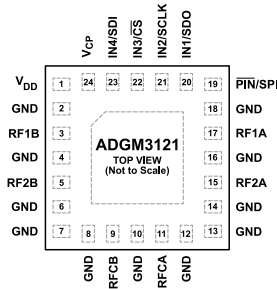 VCP
IN4/SDI
IN3/C̅S̅
IN2/SCLK
IN1/SDO
24 23 22 21 20
VDD 1
GND 2
RF1B 3
GND 4
RF2B 5
GND 6
GND 7
ADGM3121
TOP VIEW
(Not to Scale)
19 P̅I̅N̅/SPI
18 GND
17 RF1A
16 GND
15 RF2A
14 GND
13 GND
8 9 10 11 12
GND
RFCB
GND
RFCA
GND